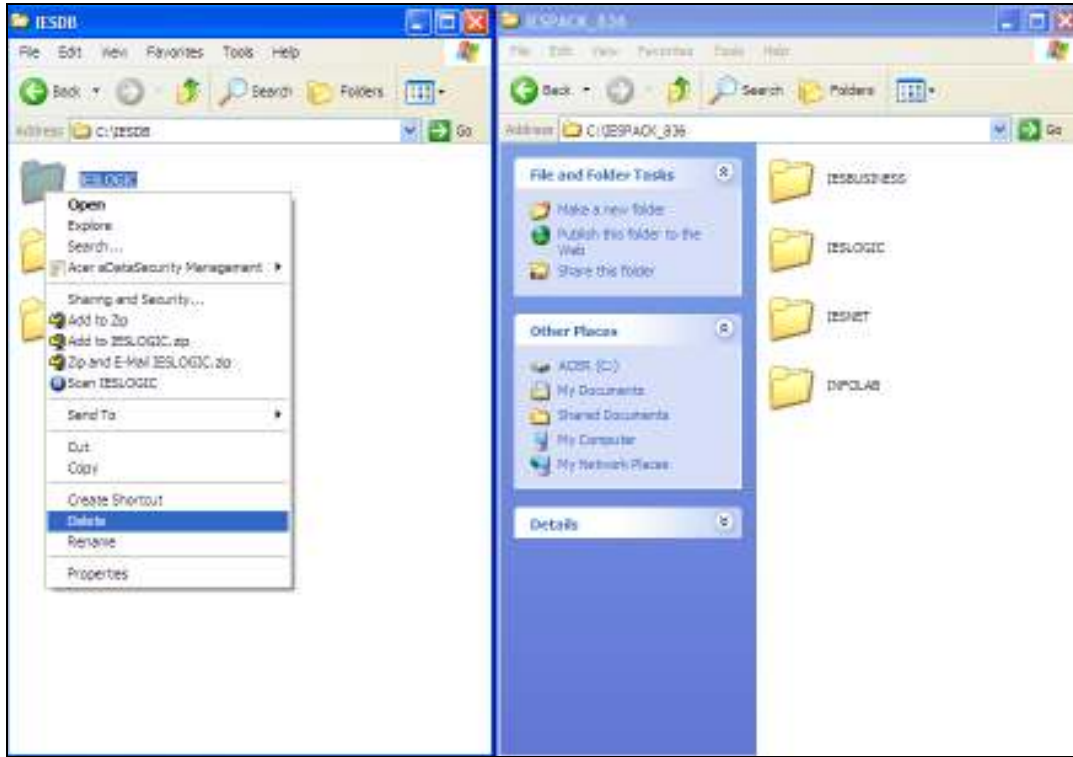 IESDB
File Edit View Favorites Tools Help
Back Search Folders
Address C:\IESDB Go
IESLOGIC
Open
Explore
Search...
Acer eDataSecurity Management
Sharing and Security...
Add to Zip
Add to IESLOGIC.zip
Zip and E-Mail IESLOGIC.zip
Scan IESLOGIC
Send To
Cut
Copy
Create Shortcut
Delete
Rename
Properties
IESPACK_836
File Edit View Favorites Tools Help
Back Search Folders
Address C:\IESPACK_836 Go
File and Folder Tasks
Make a new folder
Publish this folder to the
Web
Share this folder
Other Places
ACER (C:)
My Documents
Shared Documents
My Computer
My Network Places
Details
IESBUSINESS
IESLOGIC
IESNET
INFOLAB